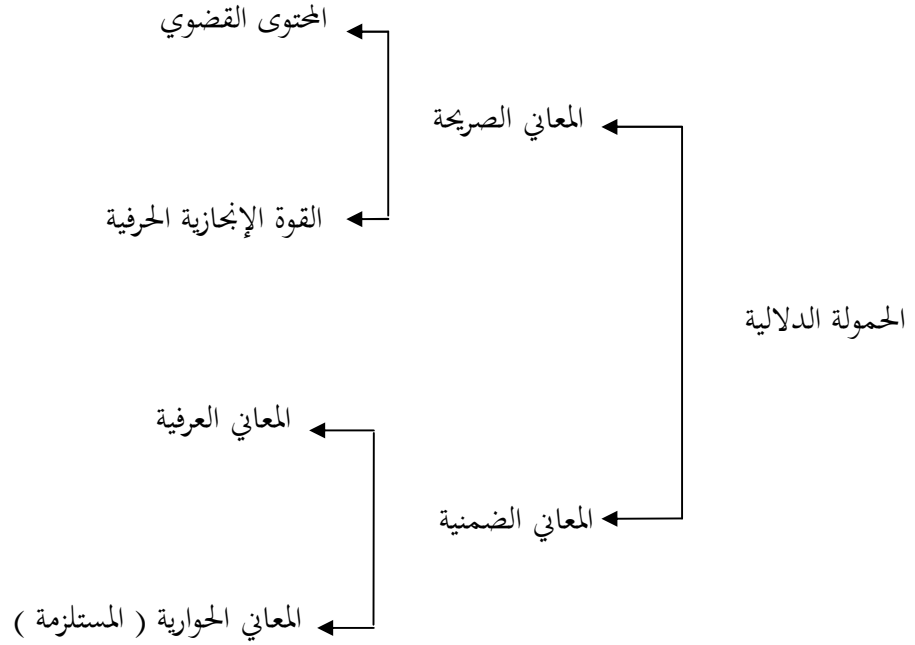 المحتوى القضوي
المعاني الصريحة
القوة الإنجازية الحرفية
الحمولة الدلالية
المعاني العرفية
المعاني الضمنية
المعاني الحوارية ( المستلزمة )